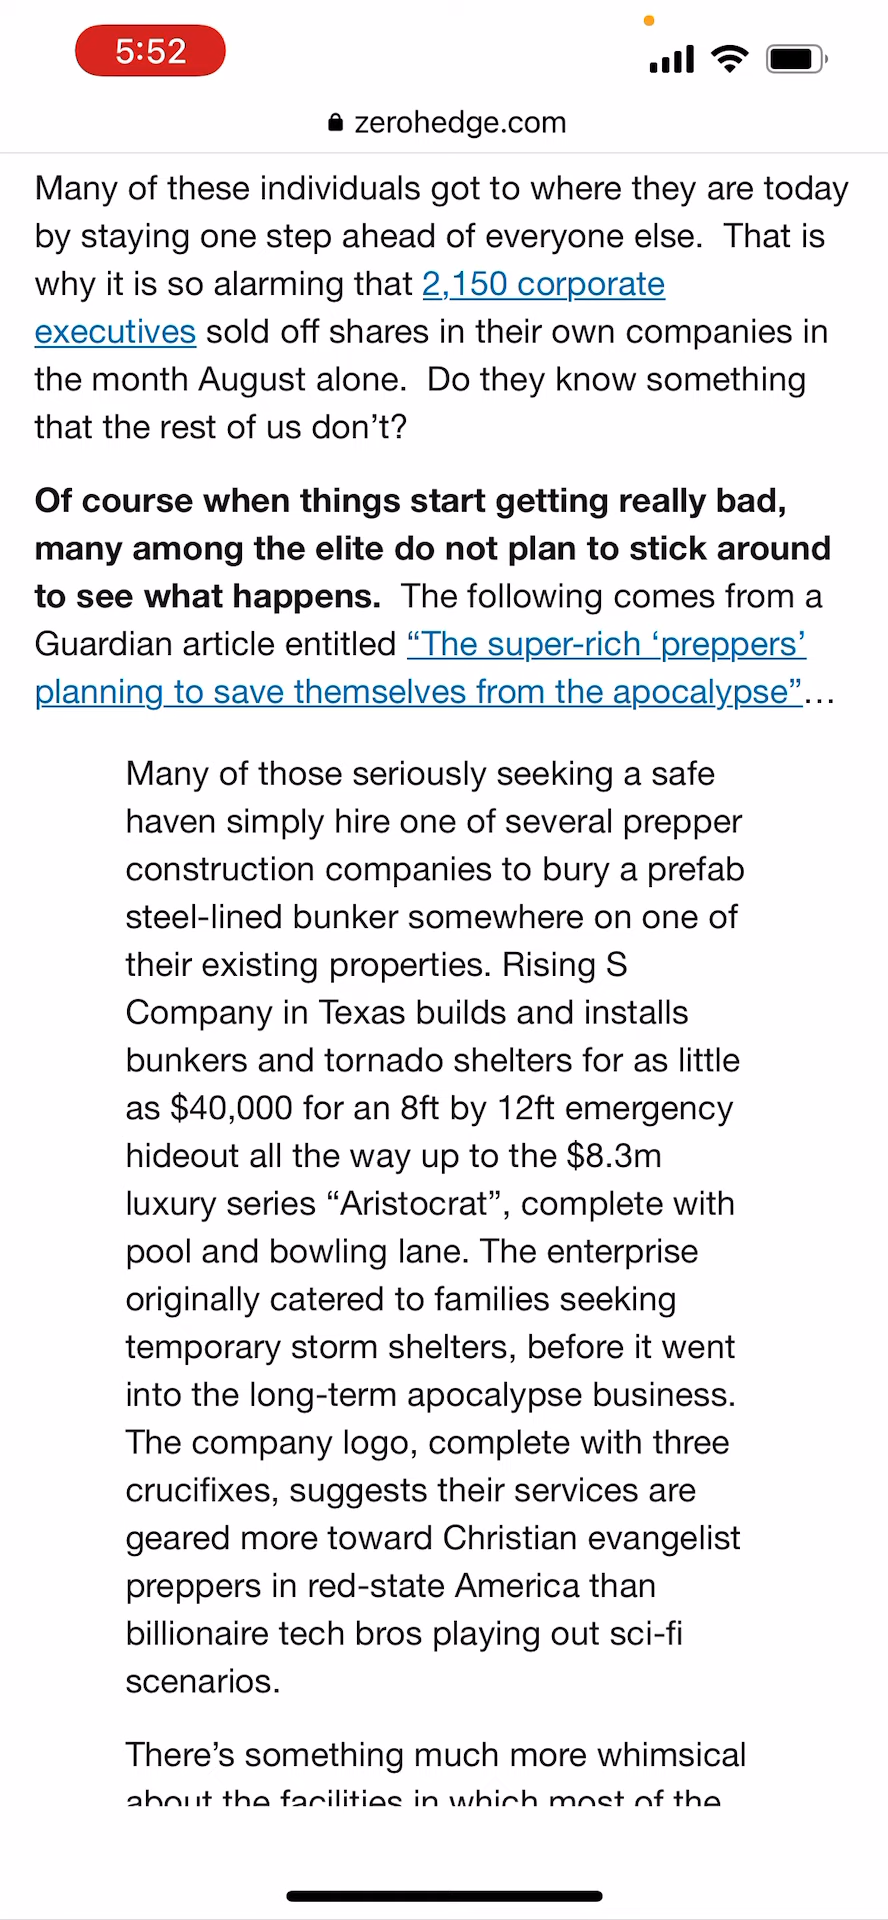 5:52
zerohedge.com
Many of these individuals got to where they are today
by staying one step ahead of everyone else.  That is
why it is so alarming that 2,150 corporate
executives sold off shares in their own companies in
the month August alone.  Do they know something
that the rest of us don’t?
Of course when things start getting really bad,
many among the elite do not plan to stick around
to see what happens.  The following comes from a
Guardian article entitled “The super-rich ‘preppers’
planning to save themselves from the apocalypse”…
Many of those seriously seeking a safe
haven simply hire one of several prepper
construction companies to bury a prefab
steel-lined bunker somewhere on one of
their existing properties. Rising S
Company in Texas builds and installs
bunkers and tornado shelters for as little
as $40,000 for an 8ft by 12ft emergency
hideout all the way up to the $8.3m
luxury series “Aristocrat”, complete with
pool and bowling lane. The enterprise
originally catered to families seeking
temporary storm shelters, before it went
into the long-term apocalypse business.
The company logo, complete with three
crucifixes, suggests their services are
geared more toward Christian evangelist
preppers in red-state America than
billionaire tech bros playing out sci-fi
scenarios.
There’s something much more whimsical
about the facilities in which most of the